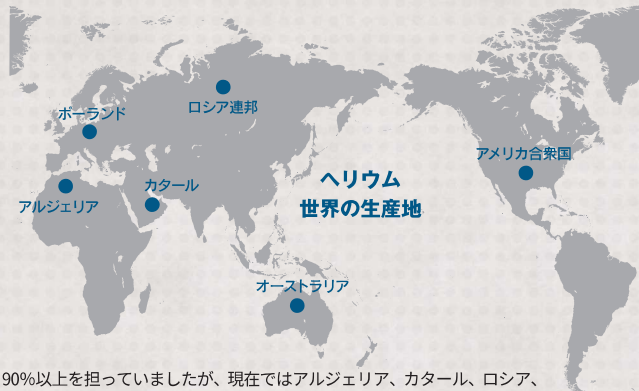 ロシア連邦
ポーランド
アメリカ合衆国
ヘリウム
世界の生産地
カタール
アルジェリア
オーストラリア
90%以上を担っていましたが、現在ではアルジェリア、カタール、ロシア、